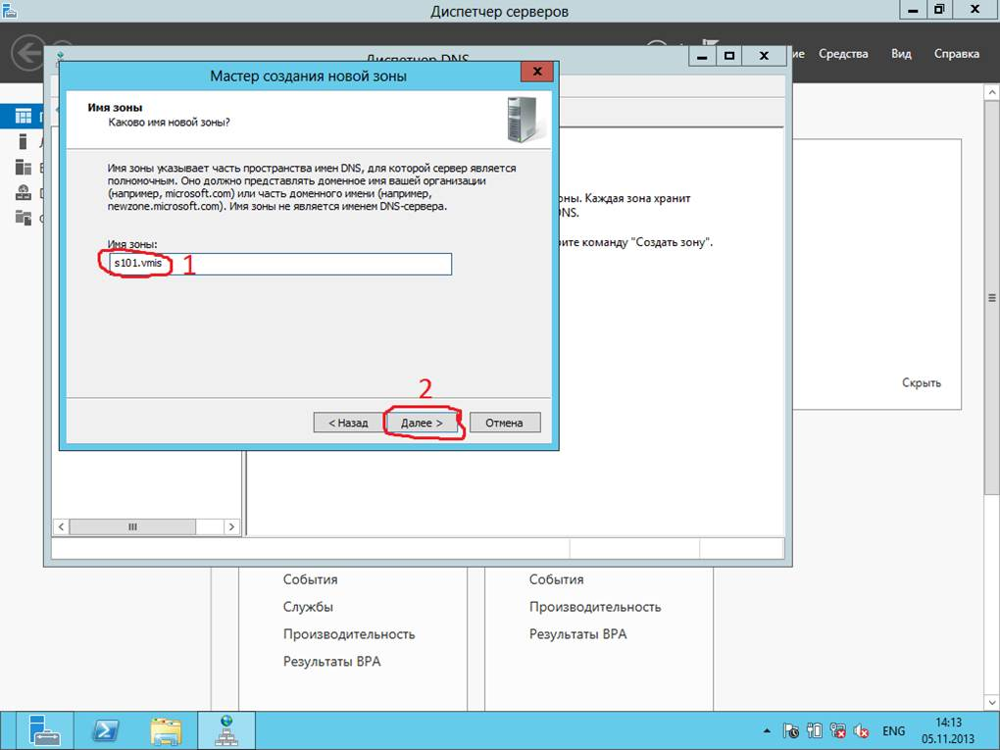 Диспетчер серверов
Диспетчер DNS
Средства
Вид
Справка
Мастер создания новой зоны
Имя зоны
Каково имя новой зоны?
Имя зоны указывает часть пространства имен DNS, для которой сервер является
полномочным. Оно должно представлять доменное имя вашей организации
(например, microsoft.com) или часть доменного имени (например,
newzone.microsoft.com). Имя зоны не является именем DNS-сервера.
Каждая зона хранит
команду "Создать зону".
Имя зоны:
s101.vmis
1
2
< Назад
Далее >
Отмена
Скрыть
События
Службы
Производительность
Результаты BPA
События
Производительность
Результаты BPA
ENG
14:13
05.11.2013